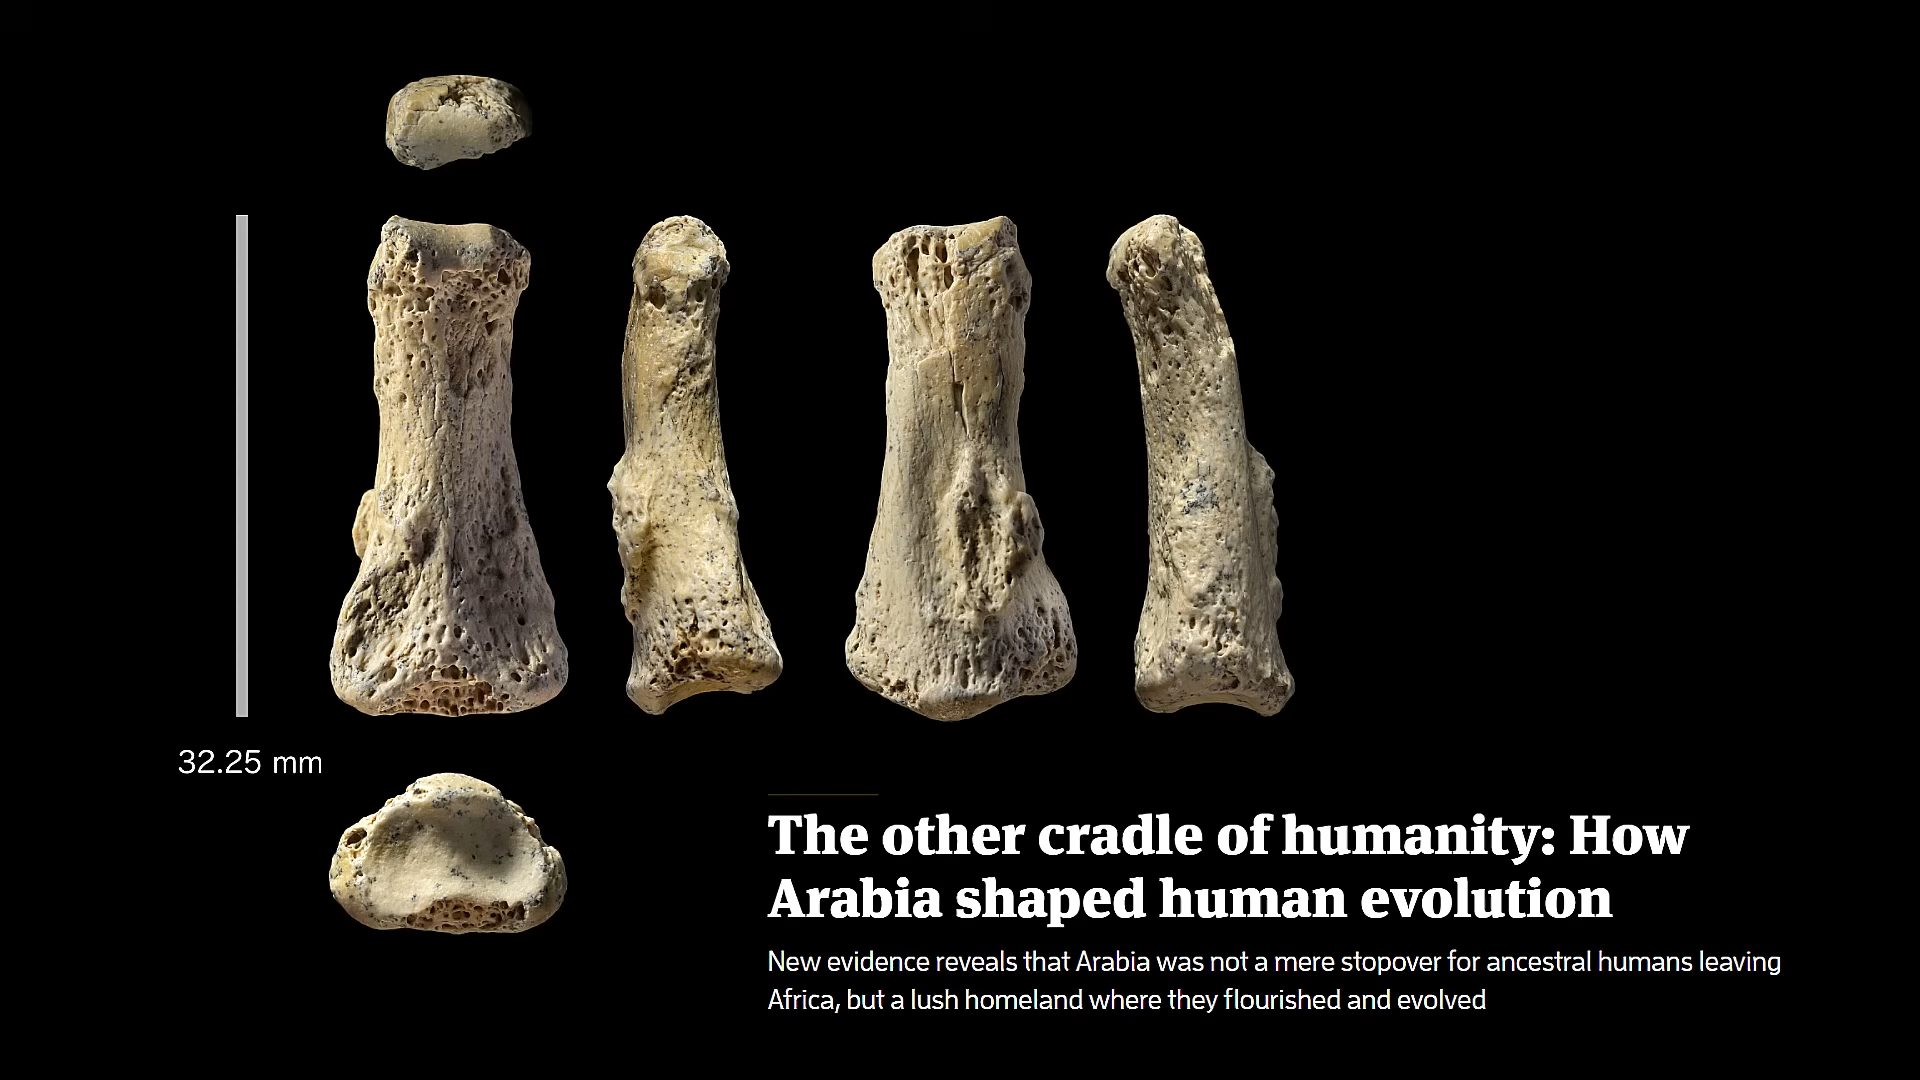 32.25 mm
The other cradle of humanity: How
Arabia shaped human evolution
New evidence reveals that Arabia was not a mere stopover for ancestral humans leaving
Africa, but a lush homeland where they flourished and evolved